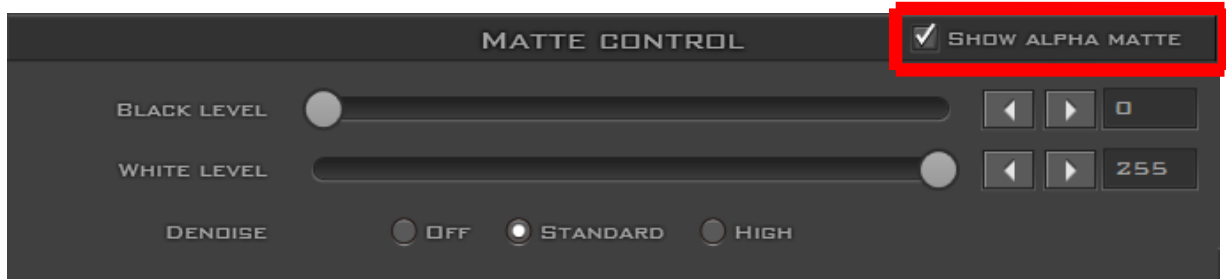 MATTE CONTROL SHOW ALPHA MATTE
BLACK LEVEL 0
WHITE LEVEL 255
DENOISE OFF STANDARD HIGH